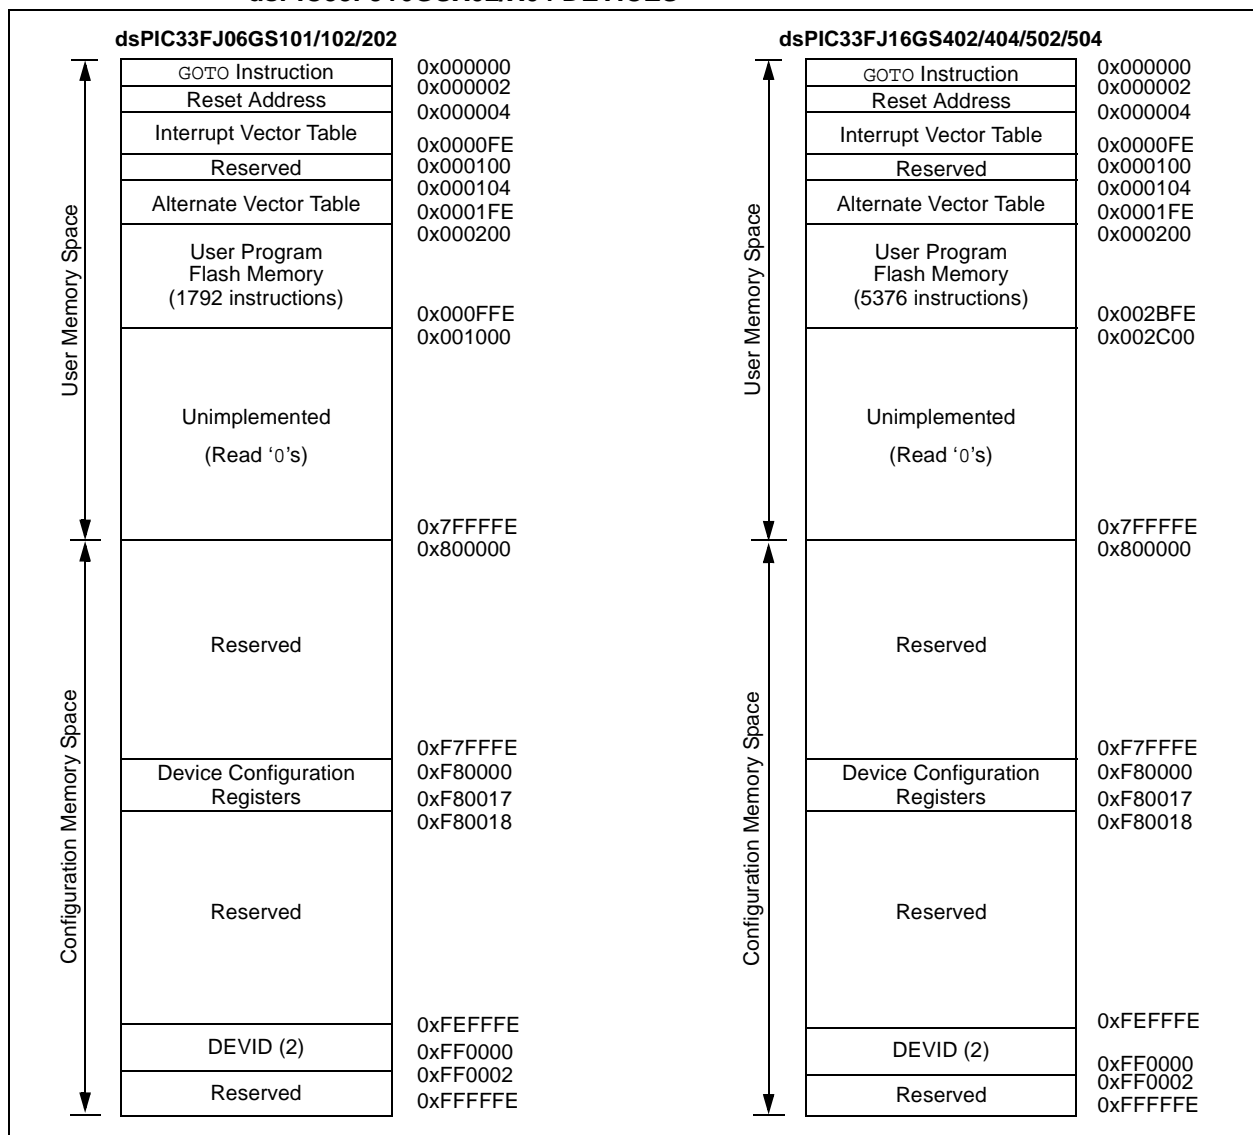 dsPIC33FJ06GS101/102/202
User Memory Space
Configuration Memory Space
GOTO Instruction
0x000000
0x000002
Reset Address
0x000004
Interrupt Vector Table
0x0000FE
Reserved
0x000100
0x000104
Alternate Vector Table
0x0001FE
0x000200
User Program
Flash Memory
(1792 instructions)
0x000FFE
0x001000
Unimplemented
(Read ‘0’s)
0x7FFFFE
0x800000
Reserved
0xF7FFFE
Device Configuration
0xF80000
Registers
0xF80017
0xF80018
Reserved
0xFEFFFE
DEVID (2)
0xFF0000
0xFF0002
Reserved
0xFFFFFE
dsPIC33FJ16GS402/404/502/504
User Memory Space
Configuration Memory Space
GOTO Instruction
0x000000
0x000002
Reset Address
0x000004
Interrupt Vector Table
0x0000FE
Reserved
0x000100
0x000104
Alternate Vector Table
0x0001FE
0x000200
User Program
Flash Memory
(5376 instructions)
0x002BFE
0x002C00
Unimplemented
(Read ‘0’s)
0x7FFFFE
0x800000
Reserved
0xF7FFFE
Device Configuration
0xF80000
Registers
0xF80017
0xF80018
Reserved
0xFEFFFE
DEVID (2)
0xFF0000
0xFF0002
Reserved
0xFFFFFE